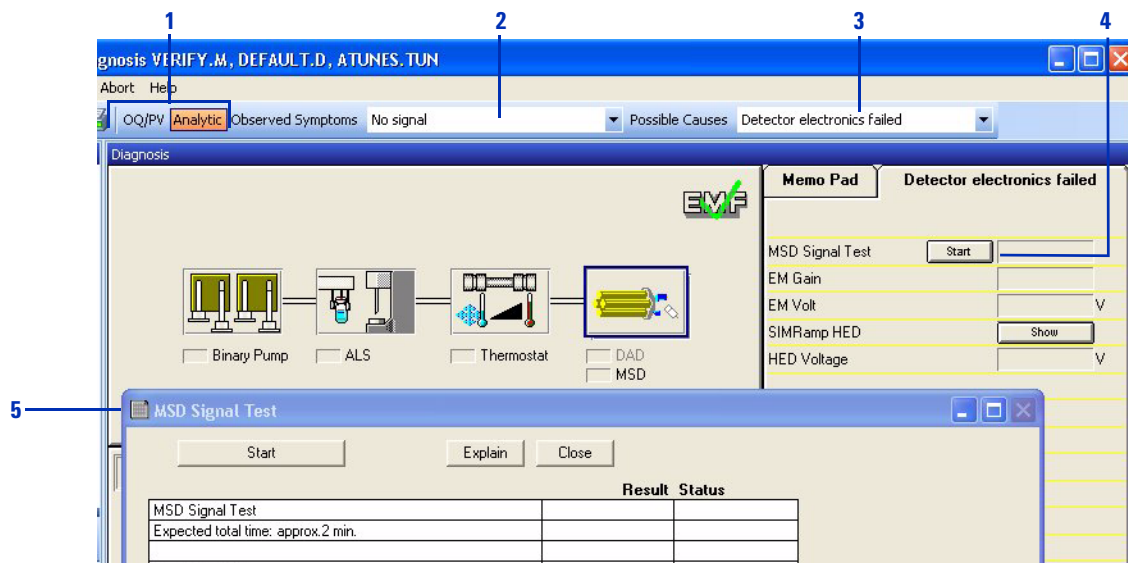 1 2 3 4
gnosis VERIFY.M, DEFAULT.D, ATUNES.TUN
Abort Help
OQ/PV Analytic Observed Symptoms No signal Possible Causes Detector electronics failed
Diagnosis
Memo Pad Detector electronics failed
EMF
MSD Signal Test Start
EM Gain
EM Volt V
SIMRamp HED Show
HED Voltage V
Binary Pump ALS Thermostat DAD
MSD
5
MSD Signal Test
Start Explain Close
Result Status
MSD Signal Test
Expected total time: approx.2 min.